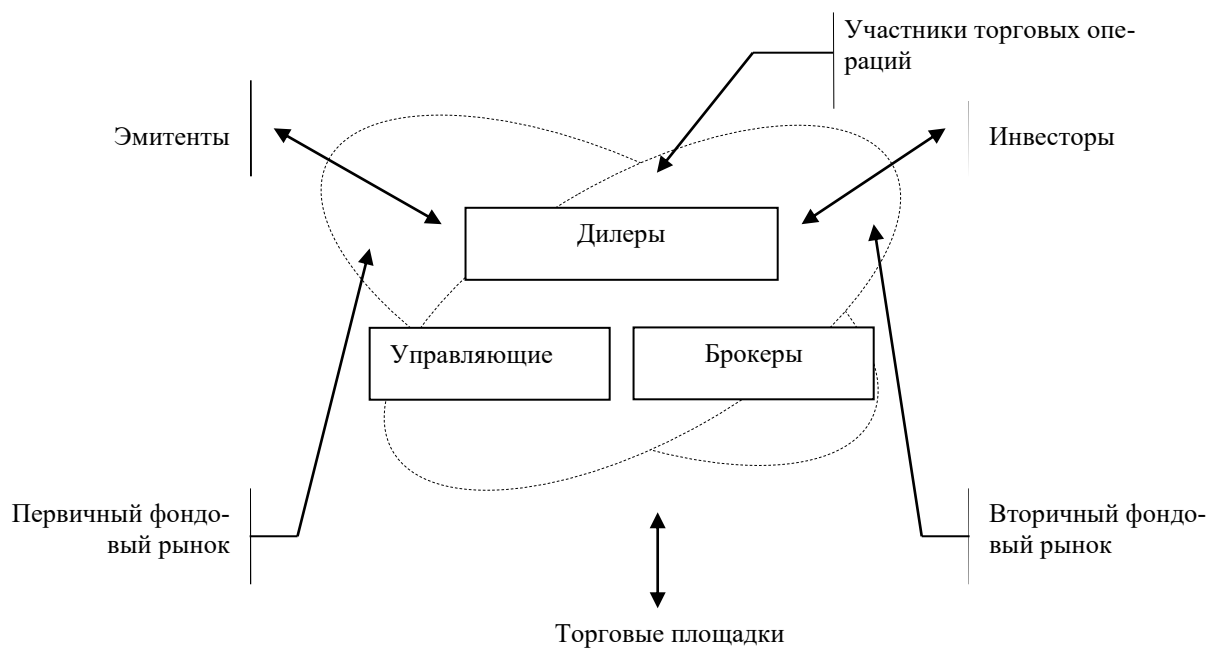 Участники торговых опе-
раций
Эмитенты
Инвесторы
Дилеры
Управляющие
Брокеры
Первичный фондо-
вый рынок
Вторичный фондо-
вый рынок
Торговые площадки